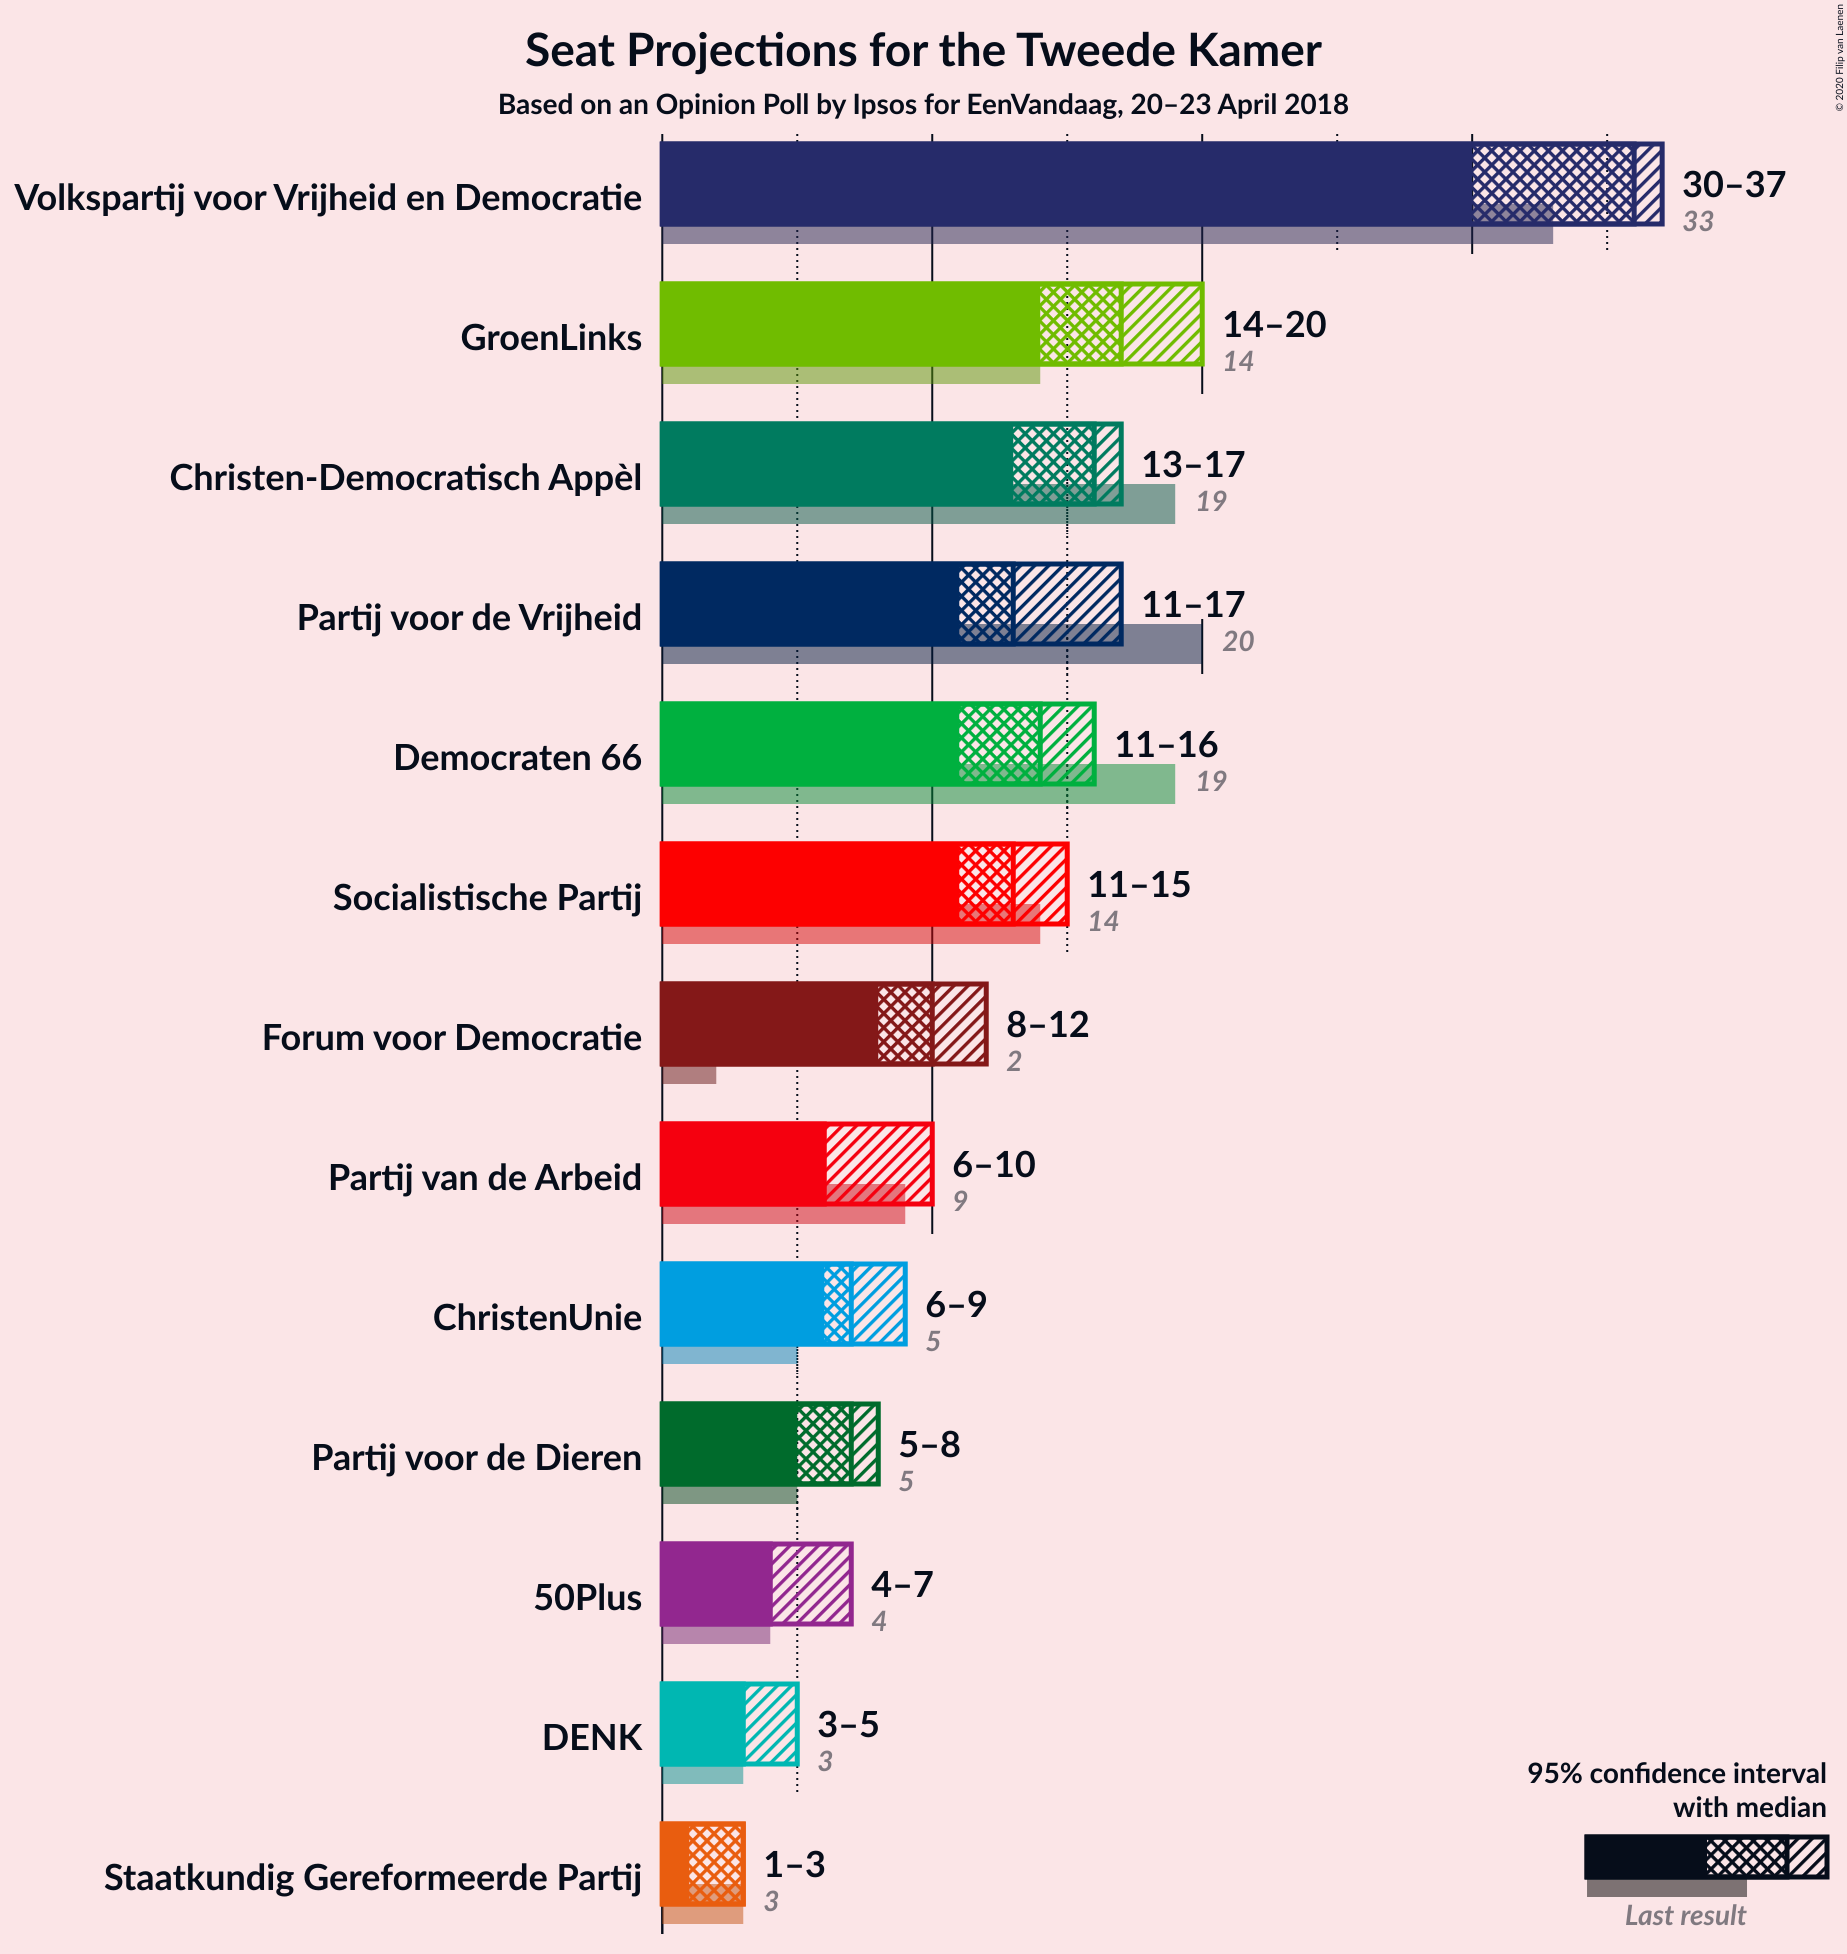 Seat Projections for the Tweede Kamer
Based on an Opinion Poll by Ipsos for EenVandaag, 20–23 April 2018
© 2020 Filip van Laenen
Volkspartij voor Vrijheid en Democratie
30–37
33
GroenLinks
14–20
14
Christen-Democratisch Appèl
13–17
19
Partij voor de Vrijheid
11–17
20
Democraten 66
11–16
19
Socialistische Partij
11–15
14
Forum voor Democratie
8–12
2
Partij van de Arbeid
6–10
9
ChristenUnie
6–9
5
Partij voor de Dieren
5–8
5
50Plus
4–7
4
DENK
3–5
3
Staatkundig Gereformeerde Partij
1–3
3
95% confidence interval
with median
Last result